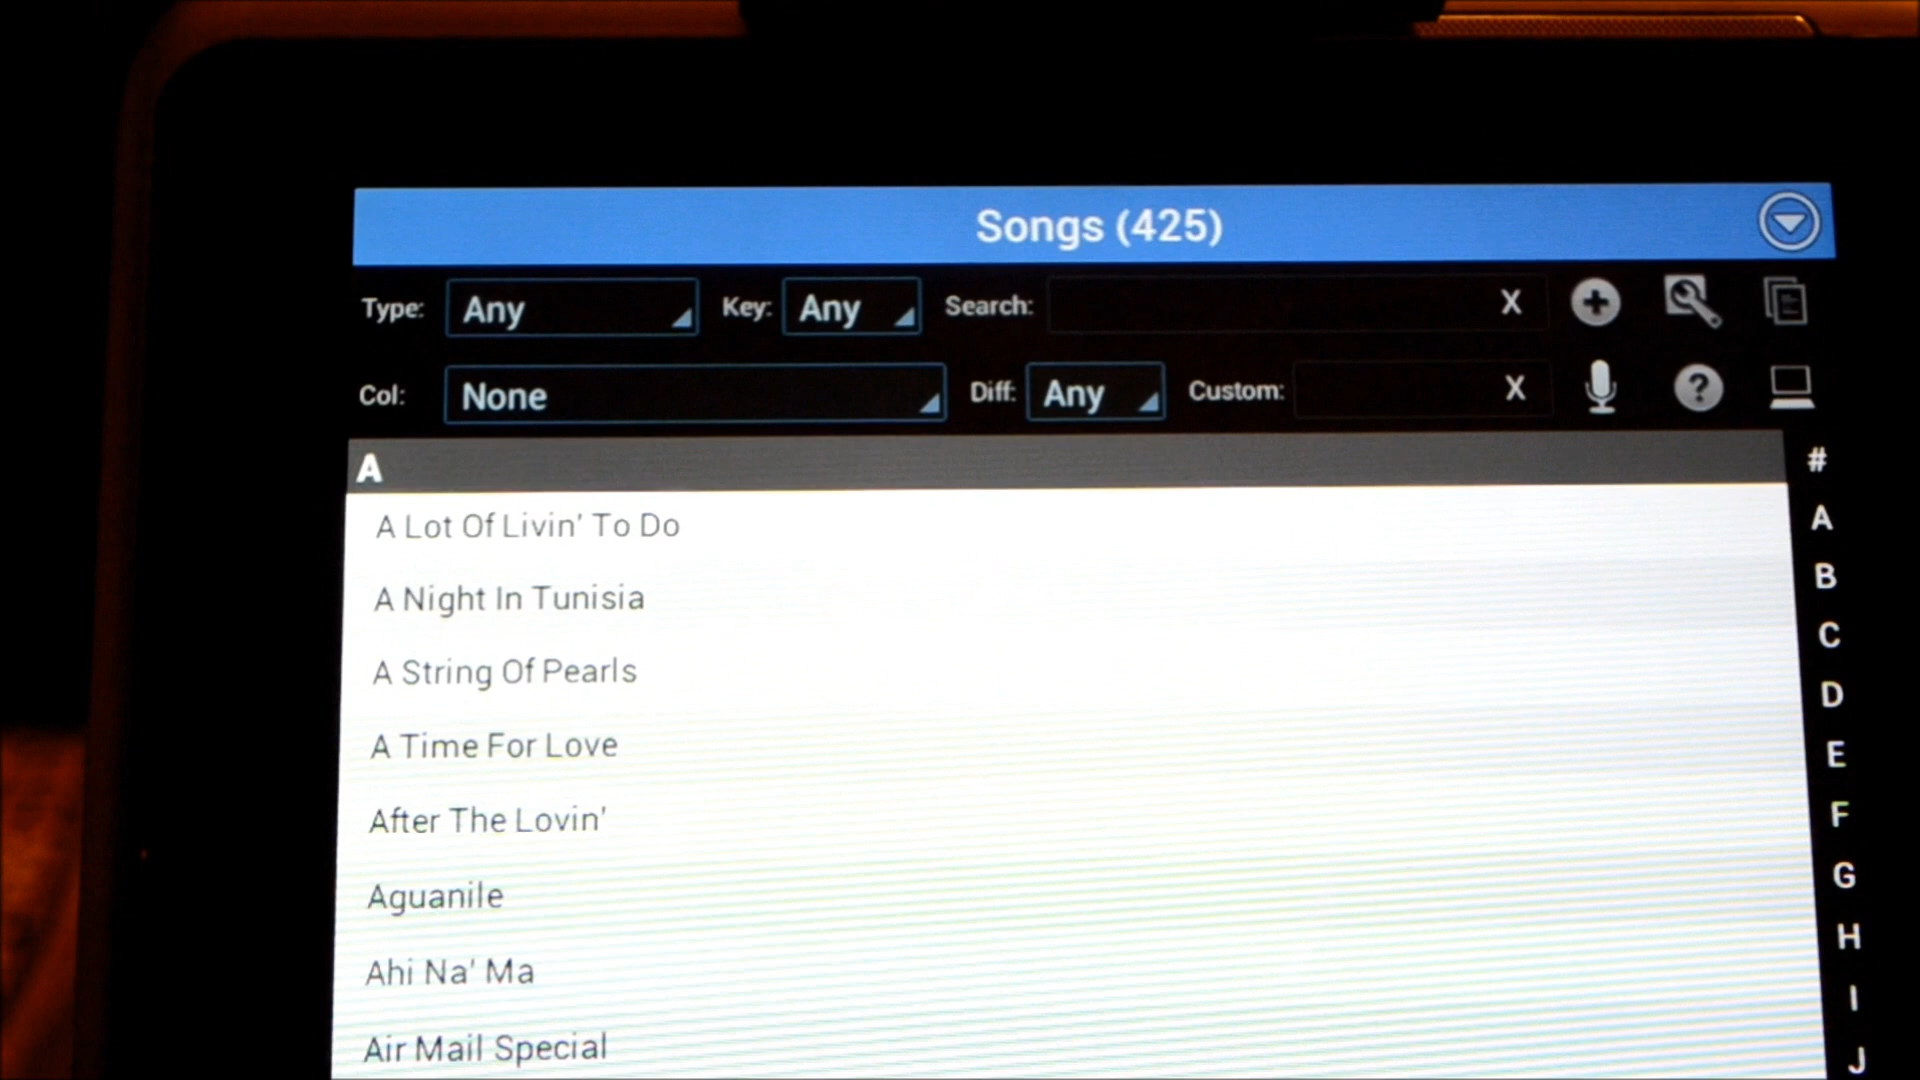 Songs (425)
Type: Any Key: Any Search: X
Col: None Diff: Any Custom: X ?
A
#
A Lot Of Livin' To Do
A
A Night In Tunisia
B
A String Of Pearls
C
D
A Time For Love
E
After The Lovin'
F
Aguanile
G
H
Ahi Na' Ma
I
Air Mail Special
J